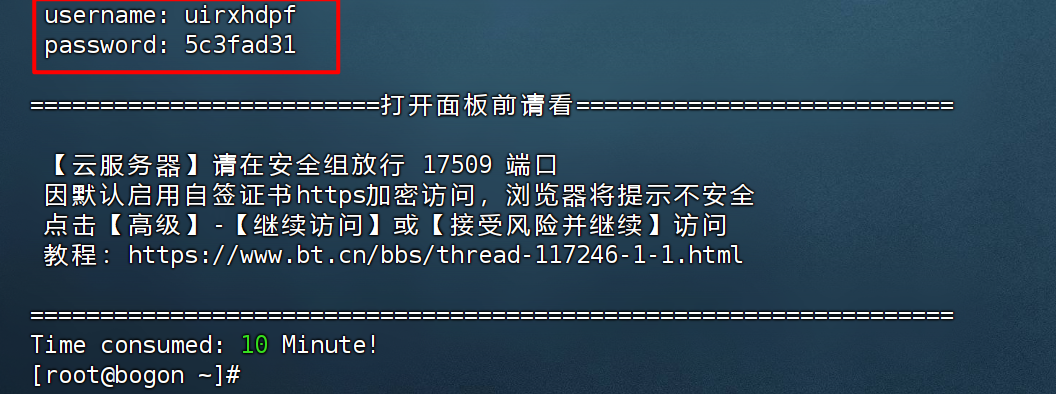 username: uirxhdpf
password: 5c3fad31
=========================打开面板前请看===========================
【云服务器】请在安全组放行 17509 端口
因默认启用自签证书https加密访问，浏览器将提示不安全
点击【高级】-【继续访问】或【接受风险并继续】访问
教程：https://www.bt.cn/bbs/thread-117246-1-1.html
==================================================================
Time consumed: 10 Minute!
[root@bogon ~]#